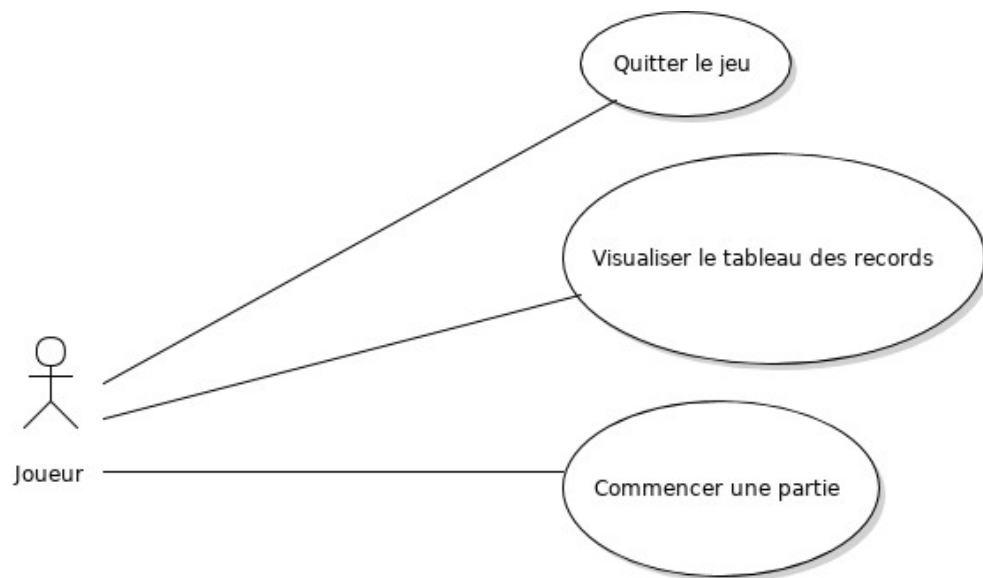 Quitter le jeu
Visualiser le tableau des records
Joueur
Commencer une partie